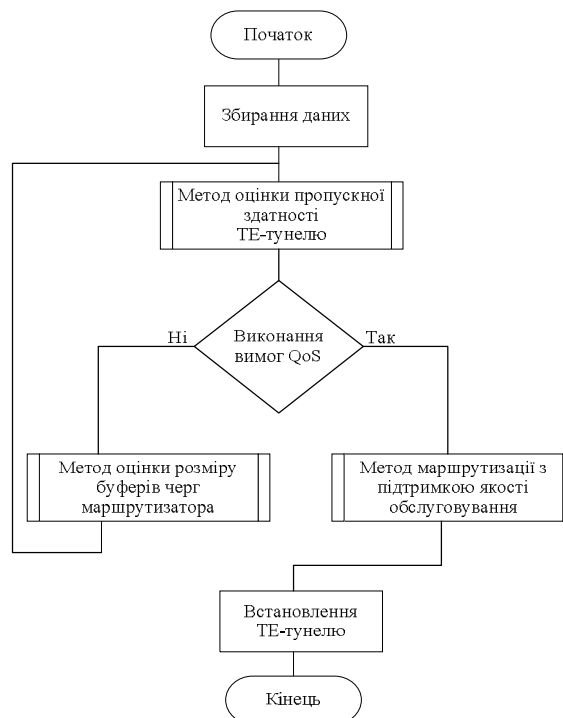 Початок
Збирання даних
Метод оцінки пропускної
здатності
ТЕ-тунелю
Виконання
вимог QoS
Ні
Так
Метод оцінки розміру
буферів черг
маршрутизатора
Метод маршрутизації з
підтримкою якості
обслуговування
Встановлення
ТЕ-тунелю
Кінець